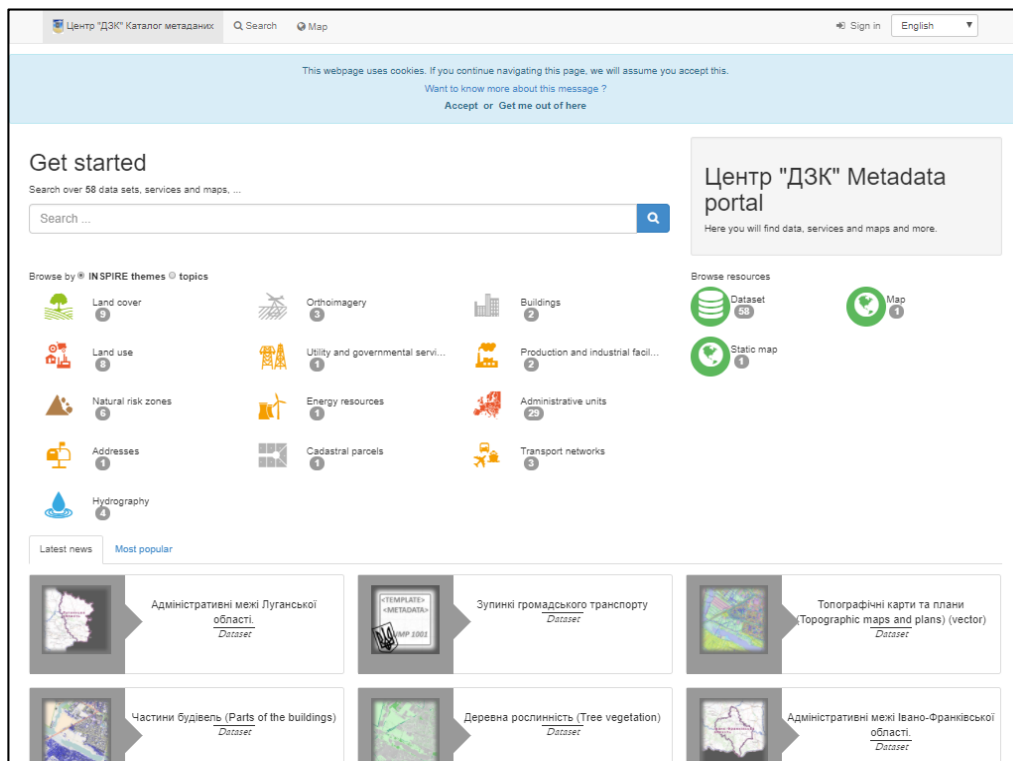 Центр "ДЗК" Каталог метаданих Search Map Sign in English
This webpage uses cookies. If you continue navigating this page, we will assume you accept this.
Want to know more about this message ?
Accept or Get me out of here
Get started
Search over 58 data sets, services and maps, ...
Search ...
Центр "ДЗК" Metadata
portal
Here you will find data, services and maps and more.
Browse by INSPIRE themes topics
Land cover
9
Orthoimagery
3
Buildings
2
Land use
8
Utility and governmental servi...
1
Production and industrial facil...
2
Natural risk zones
6
Energy resources
1
Administrative units
29
Addresses
1
Cadastral parcels
1
Transport networks
3
Hydrography
4
Browse resources
Dataset
58
Map
1
Static map
1
Latest news Most popular
Адміністративні межі Луганської
області.
Dataset
<TEMPLATE>
<METADATA>
VMP 1001
Зупинкі громадського транспорту
Dataset
Топографічні карти та плани
(Topographic maps and plans) (vector)
Dataset
Частини будівель (Parts of the buildings)
Dataset
Деревна рослинність (Tree vegetation)
Dataset
Адміністративні межі Івано-Франківської
області.
Dataset